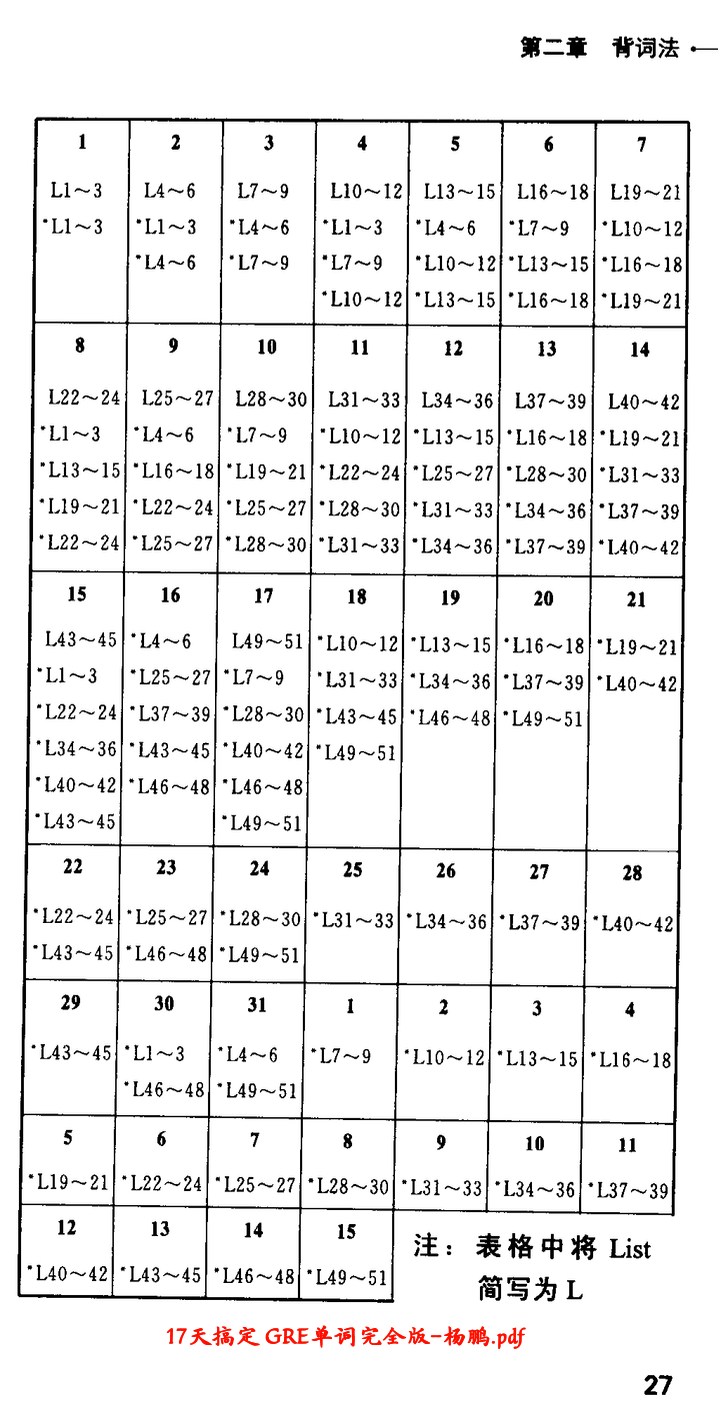 第二章 背词法
1 2 3 4 5 6 7
L1～3 L4～6 L7～9 L10～12 L13～15 L16～18 L19～21
*L1～3 *L1～3 *L4～6 *L1～3 *L4～6 *L7～9 *L10～12
*L4～6 *L7～9 *L7～9 *L10～12 *L13～15 *L16～18
*L10～12 *L13～15 *L16～18 *L19～21
8 9 10 11 12 13 14
L22～24 L25～27 L28～30 L31～33 L34～36 L37～39 L40～42
*L1～3 *L4～6 *L7～9 *L10～12 *L13～15 *L16～18 *L19～21
*L13～15 *L16～18 *L19～21 *L22～24 *L25～27 *L28～30 *L31～33
*L19～21 *L22～24 *L25～27 *L28～30 *L31～33 *L34～36 *L37～39
*L22～24 *L25～27 *L28～30 *L31～33 *L34～36 *L37～39 *L40～42
15 16 17 18 19 20 21
L43～45 *L4～6 L49～51 *L10～12 *L13～15 *L16～18 *L19～21
*L1～3 *L25～27 *L7～9 *L31～33 *L34～36 *L37～39 *L40～42
*L22～24 *L37～39 *L28～30 *L43～45 *L46～48 *L49～51
*L34～36 *L43～45 *L40～42 *L49～51
*L40～42 *L46～48 *L46～48
*L43～45 *L49～51
22 23 24 25 26 27 28
*L22～24 *L25～27 *L28～30 *L31～33 *L34～36 *L37～39 *L40～42
*L43～45 *L46～48 *L49～51
29 30 31 1 2 3 4
*L43～45 *L1～3 *L4～6 *L7～9 *L10～12 *L13～15 *L16～18
*L46～48 *L49～51
5 6 7 8 9 10 11
*L19～21 *L22～24 *L25～27 *L28～30 *L31～33 *L34～36 *L37～39
12 13 14 15
*L40～42 *L43～45 *L46～48 *L49～51
注：表格中将 List
简写为 L
17天搞定GRE单词完全版-杨鹏.pdf
27